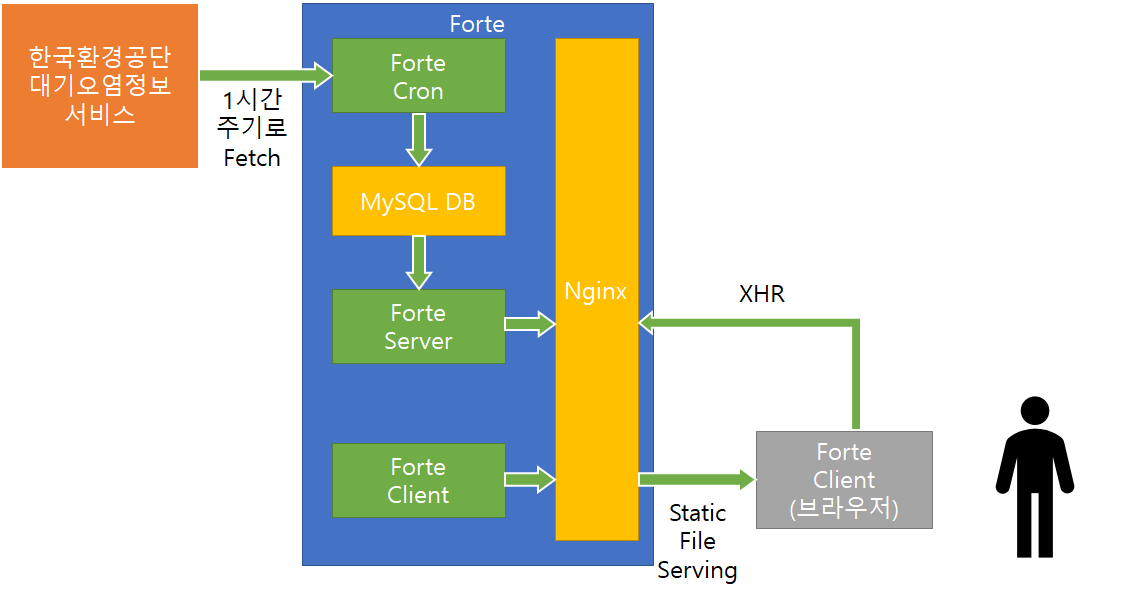 한국환경공단
대기오염정보
서비스
1시간
주기로
Fetch
Forte
Forte
Cron
MySQL DB
Forte
Server
Forte
Client
Nginx
XHR
Static
File
Serving
Forte
Client
(브라우저)